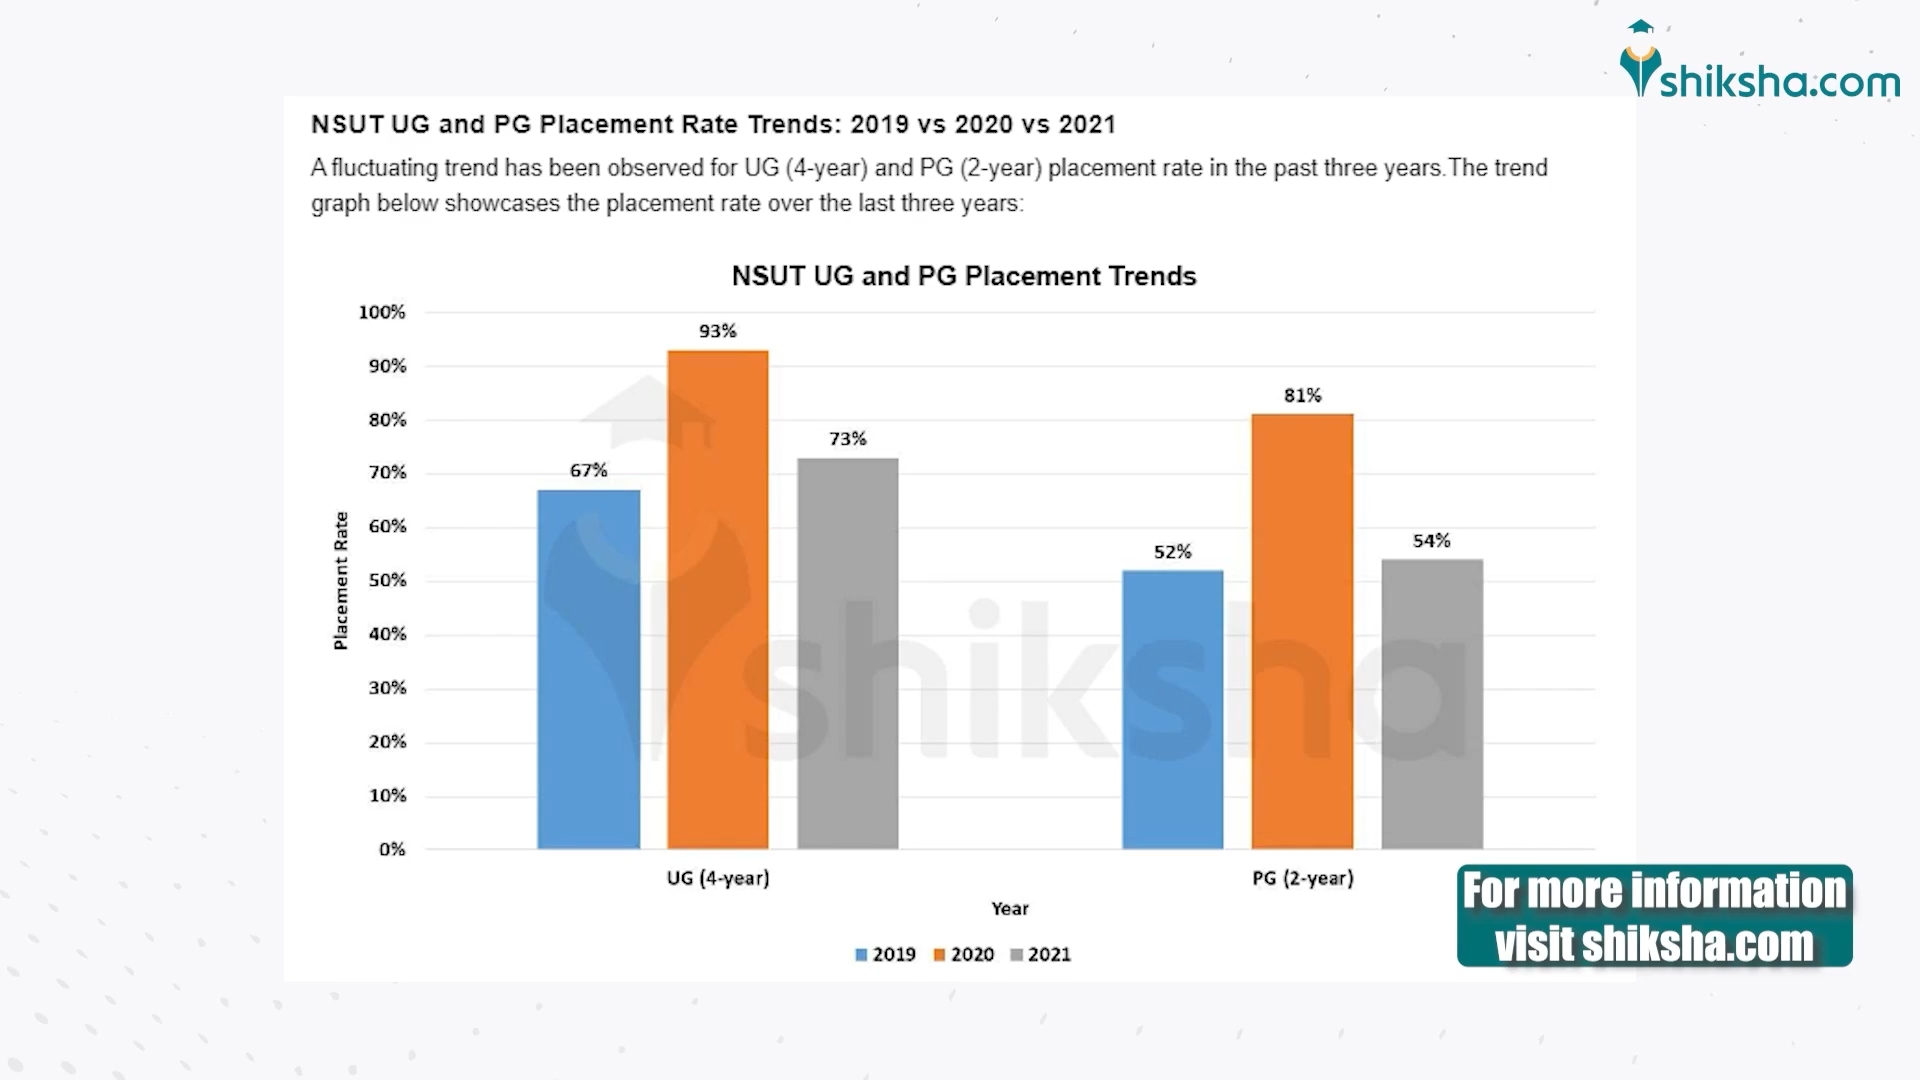 shiksha.com
NSUT UG and PG Placement Rate Trends: 2019 vs 2020 vs 2021
A fluctuating trend has been observed for UG (4-year) and PG (2-year) placement rate in the past three years.The trend
graph below showcases the placement rate over the last three years:
NSUT UG and PG Placement Trends
100%
90%
80%
70%
60%
50%
40%
30%
20%
10%
0%
Placement Rate
67%
93%
73%
52%
81%
54%
shiksha
UG (4-year)
PG (2-year)
Year
2019 2020 2021
For more information
visit shiksha.com